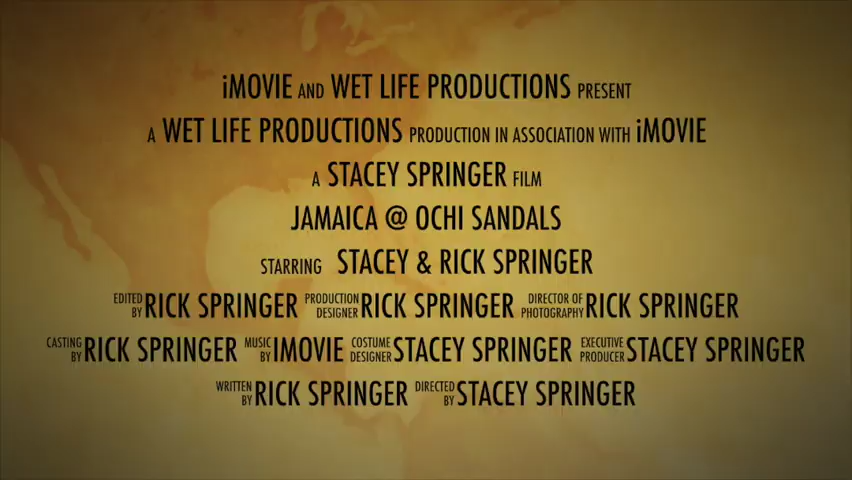 iMOVIE AND WET LIFE PRODUCTIONS PRESENT
A WET LIFE PRODUCTIONS PRODUCTION IN ASSOCIATION WITH iMOVIE
A STACEY SPRINGER FILM
JAMAICA @ OCHI SANDALS
STARRING STACEY & RICK SPRINGER
EDITED BY RICK SPRINGER PRODUCTION DESIGNER RICK SPRINGER DIRECTOR OF PHOTOGRAPHY RICK SPRINGER
CASTING BY RICK SPRINGER MUSIC BY IMOVIE COSTUME DESIGNER STACEY SPRINGER EXECUTIVE PRODUCER STACEY SPRINGER
WRITTEN BY RICK SPRINGER DIRECTED BY STACEY SPRINGER